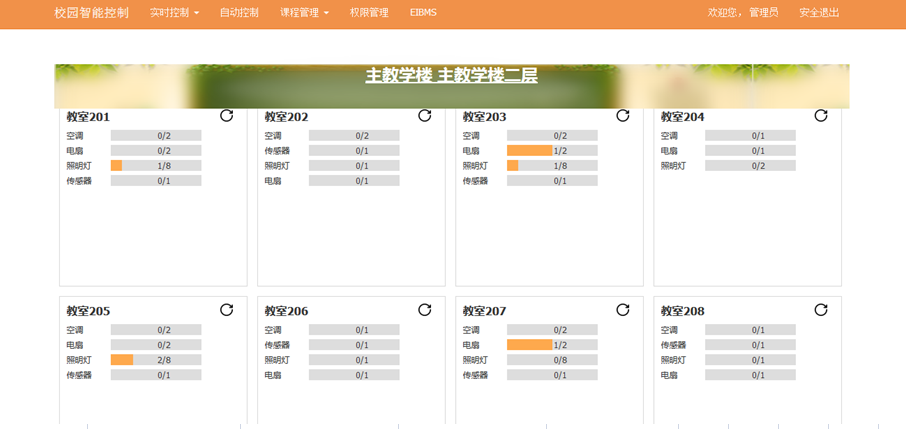 校园智能控制 实时控制 自动控制 课程管理 权限管理 EIBMS 欢迎您， 管理员 安全退出
主教学楼 主教学楼二层
教室201
空调 0/2
电扇 0/2
照明灯 1/8
传感器 0/1
教室202
空调 0/2
传感器 0/1
照明灯 0/1
电扇 0/1
教室203
空调 0/2
电扇 1/2
照明灯 1/8
传感器 0/1
教室204
空调 0/1
照明灯 0/2
教室205
空调 0/2
电扇 0/2
照明灯 2/8
传感器 0/1
教室206
空调 0/1
传感器 0/1
照明灯 0/1
电扇 0/1
教室207
空调 0/2
电扇 1/2
照明灯 0/8
传感器 0/1
教室208
空调 0/1
传感器 0/1
照明灯 0/1
电扇 0/1